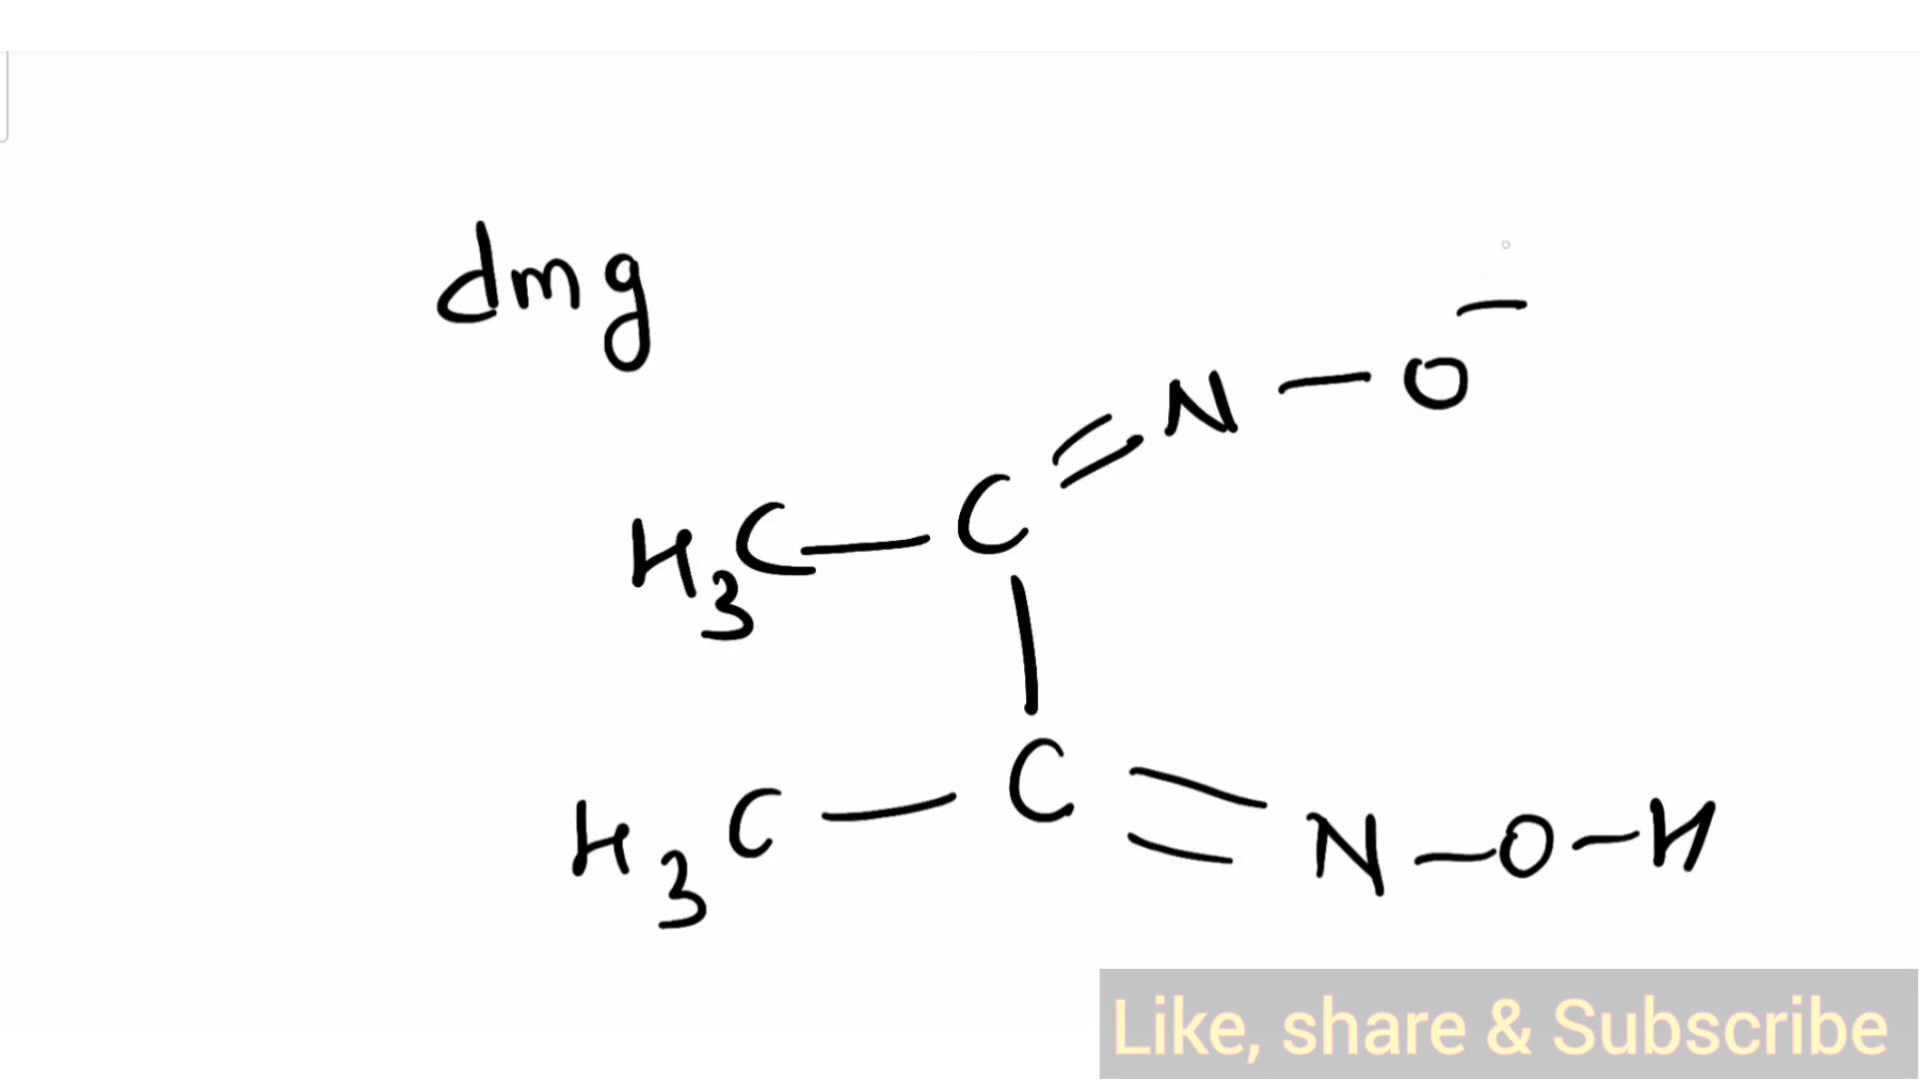 dmg
H3C — C = N — O−
|
H3C — C = N — O — H
Like, share & Subscribe